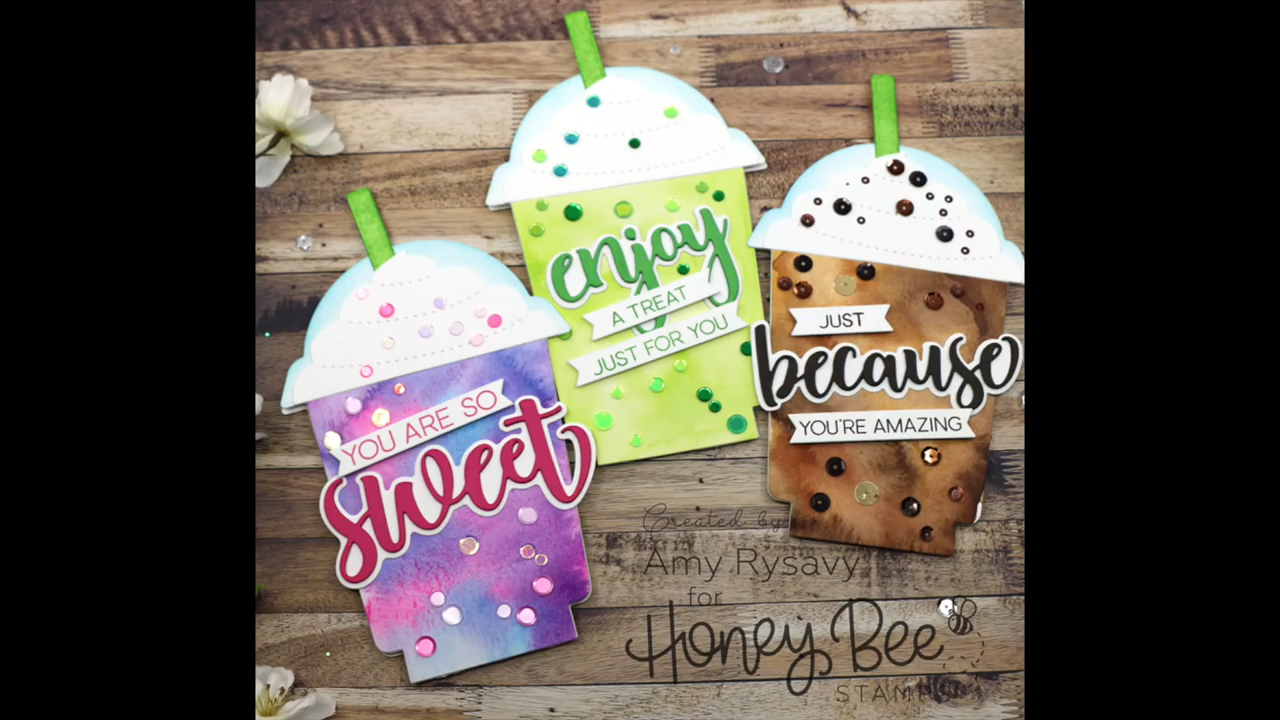 YOU ARE SO
sweet
enjoy
A TREAT
JUST FOR YOU
JUST
because
YOU'RE AMAZING
Created by
Amy Rysavy
for
Honey Bee
STAMPS